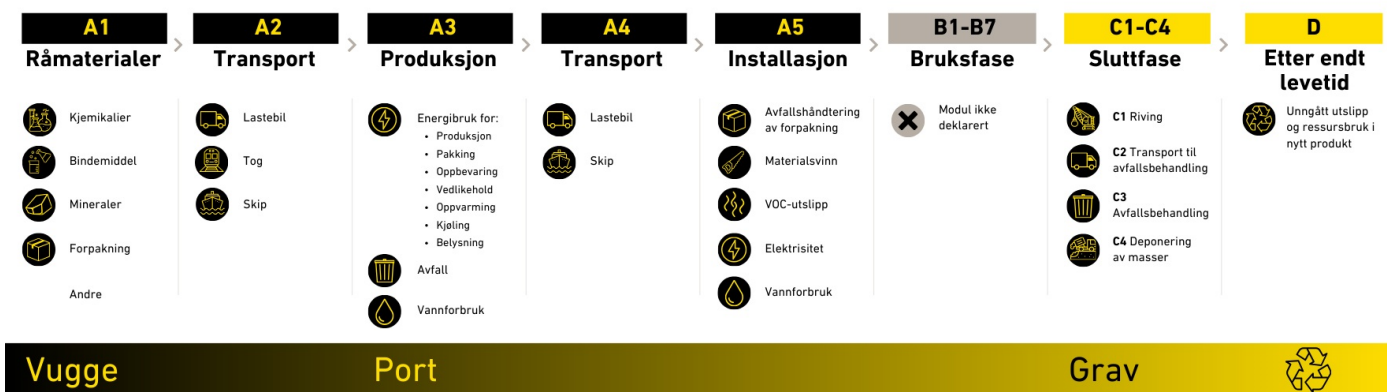 A1
Råmaterialer
Kjemikalier
Bindemiddel
Mineraler
Forpakning
Andre
A2
Transport
Lastebil
Tog
Skip
A3
Produksjon
Energibruk for:
• Produksjon
• Pakking
• Oppbevaring
• Vedlikehold
• Oppvarming
• Kjøling
• Belysning
Avfall
Vannforbruk
A4
Transport
Lastebil
Skip
A5
Installasjon
Avfallshåndtering
av forpakning
Materialsvinn
VOC-utslipp
Elektrisitet
Vannforbruk
B1-B7
Bruksfase
Modul ikke
deklarert
C1-C4
Sluttfase
C1 Riving
C2 Transport til
avfallsbehandling
C3
Avfallsbehandling
C4 Deponering
av masser
D
Etter endt
levetid
Unngått utslipp
og ressursbruk i
nytt produkt
Vugge
Port
Grav